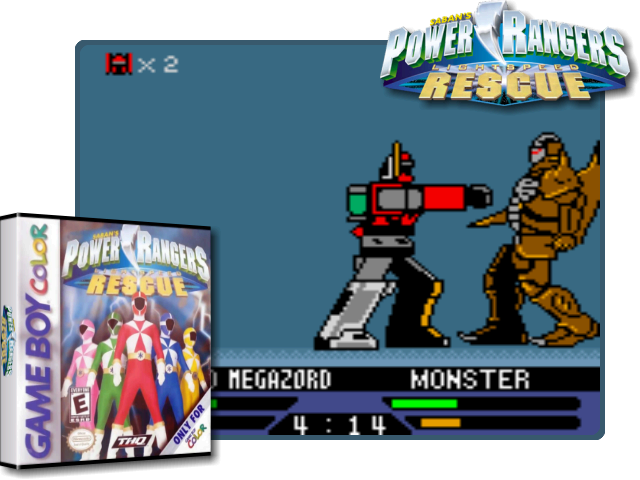 x 2
SABAN'S
POWER RANGERS
LIGHTSPEED
RESCUE
MEGAZORD
MONSTER
4 : 14
GAME BOY COLOR
SABAN'S
POWER RANGERS
RESCUE
EVERYONE
E
THQ
ONLY FOR
COLOR